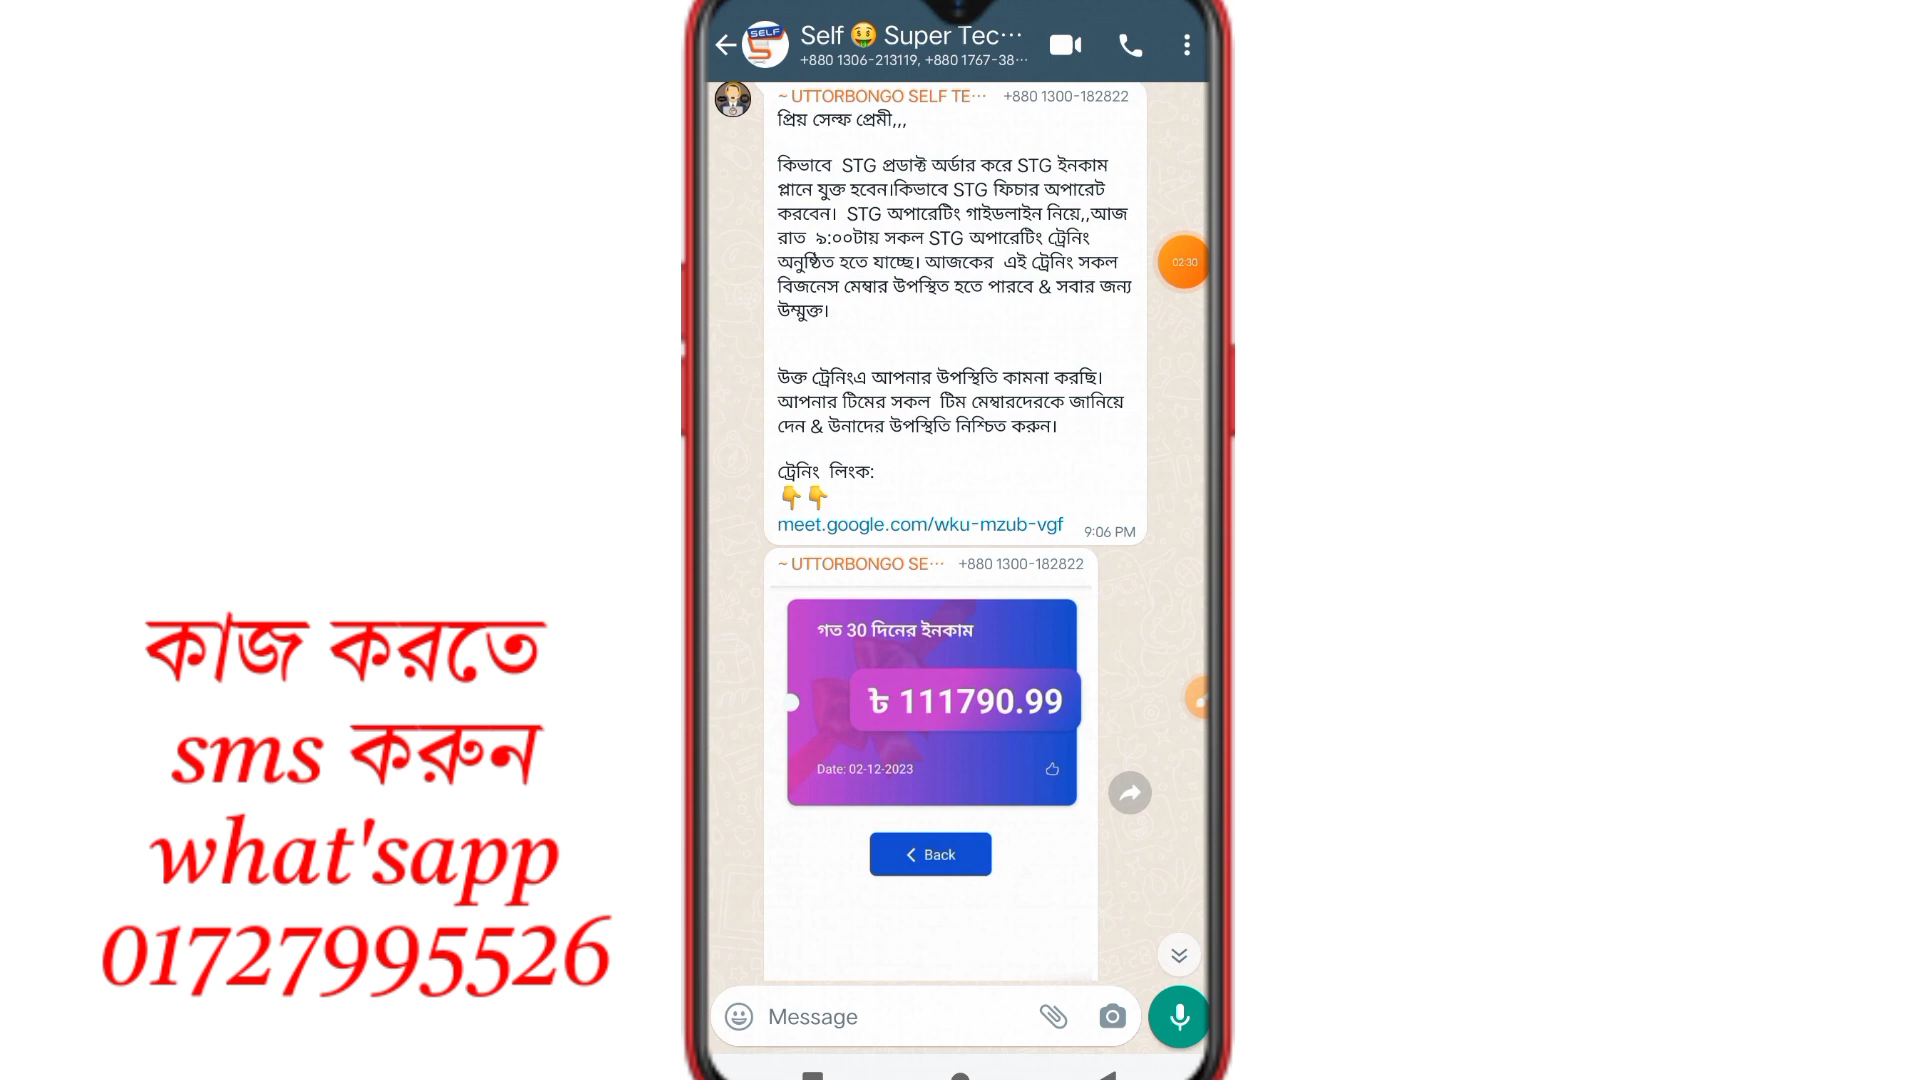 Self 🤑 Super Tec...
+880 1306-213119, +880 1767-38...
SELF
~ UTTORBONGO SELF TE... +880 1300-182822
প্রিয় সেল্ফ প্রেমী,,,
কিভাবে STG প্রডাক্ট অর্ডার করে STG ইনকাম
প্লানে যুক্ত হবেন।কিভাবে STG ফিচার অপারেট
করবেন। STG অপারেটিং গাইডলাইন নিয়ে,,আজ
রাত ৯:০০টায় সকল STG অপারেটিং ট্রেনিং
অনুষ্ঠিত হতে যাচ্ছে। আজকের এই ট্রেনিং সকল
বিজনেস মেম্বার উপস্থিত হতে পারবে & সবার জন্য
উম্মুক্ত।
02:30
উক্ত ট্রেনিংএ আপনার উপস্থিতি কামনা করছি।
আপনার টিমের সকল টিম মেম্বারদেরকে জানিয়ে
দেন & উনাদের উপস্থিতি নিশ্চিত করুন।
ট্রেনিং লিংক:
👇👇
meet.google.com/wku-mzub-vgf 9:06 PM
~ UTTORBONGO SE... +880 1300-182822
গত 30 দিনের ইনকাম
৳ 111790.99
Date: 02-12-2023
Back
Message
কাজ করতে
sms করুন
what'sapp
01727995526